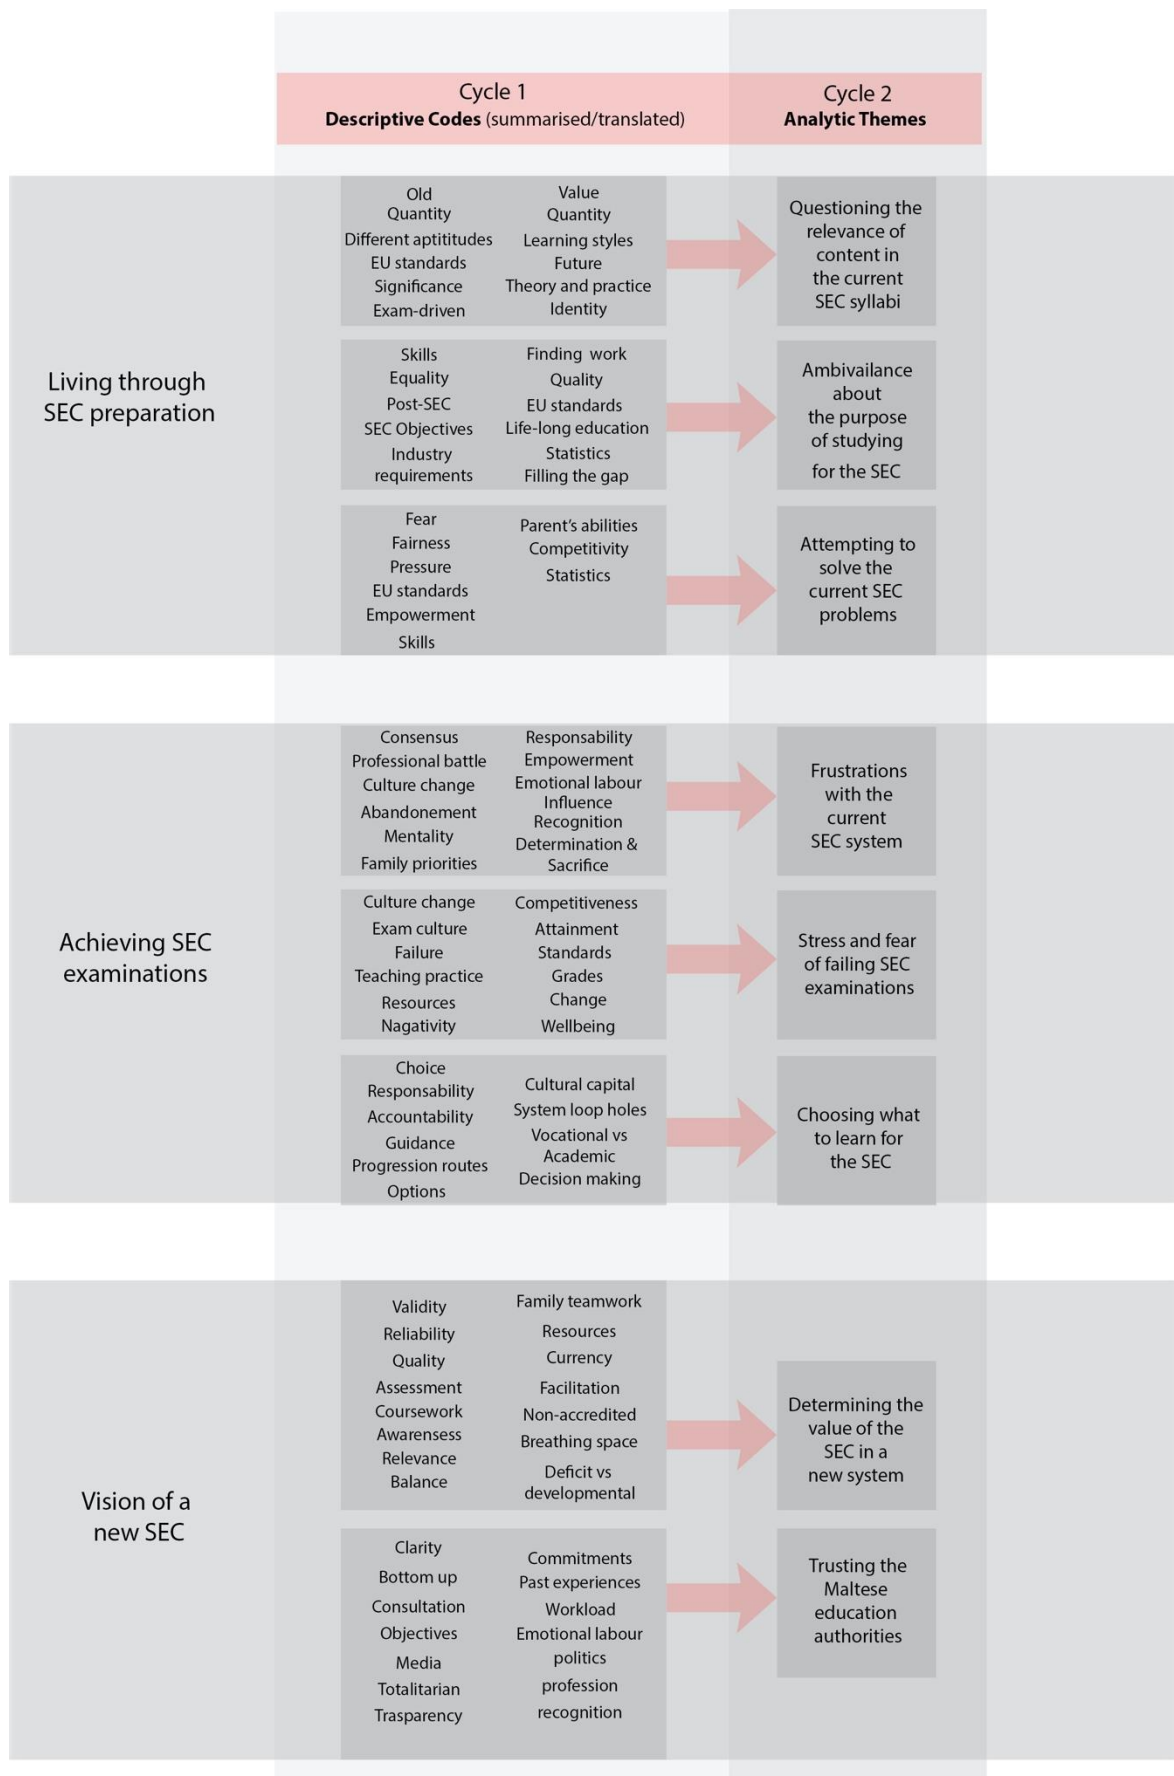 Cycle 1
Descriptive Codes (summarised/translated)
Cycle 2
Analytic Themes
Living through
SEC preparation
Old
Quantity
Different aptititudes
EU standards
Significance
Exam-driven
Value
Quantity
Learning styles
Future
Theory and practice
Identity
Questioning the
relevance of
content in
the current
SEC syllabi
Skills
Equality
Post-SEC
SEC Objectives
Industry
requirements
Finding work
Quality
EU standards
Life-long education
Statistics
Filling the gap
Ambivailance
about
the purpose
of studying
for the SEC
Fear
Fairness
Pressure
EU standards
Empowerment
Skills
Parent's abilities
Competitivity
Statistics
Attempting to
solve the
current SEC
problems
Achieving SEC
examinations
Consensus
Professional battle
Culture change
Abandonement
Mentality
Family priorities
Responsability
Empowerment
Emotional labour
Influence
Recognition
Determination &
Sacrifice
Frustrations
with the
current
SEC system
Culture change
Exam culture
Failure
Teaching practice
Resources
Nagativity
Competitiveness
Attainment
Standards
Grades
Change
Wellbeing
Stress and fear
of failing SEC
examinations
Choice
Responsability
Accountability
Guidance
Progression routes
Options
Cultural capital
System loop holes
Vocational vs
Academic
Decision making
Choosing what
to learn for
the SEC
Vision of a
new SEC
Validity
Reliability
Quality
Assessment
Coursework
Awarensess
Relevance
Balance
Family teamwork
Resources
Currency
Facilitation
Non-accredited
Breathing space
Deficit vs
developmental
Determining the
value of the
SEC in a
new system
Clarity
Bottom up
Consultation
Objectives
Media
Totalitarian
Trasparency
Commitments
Past experiences
Workload
Emotional labour
politics
profession
recognition
Trusting the
Maltese
education
authorities